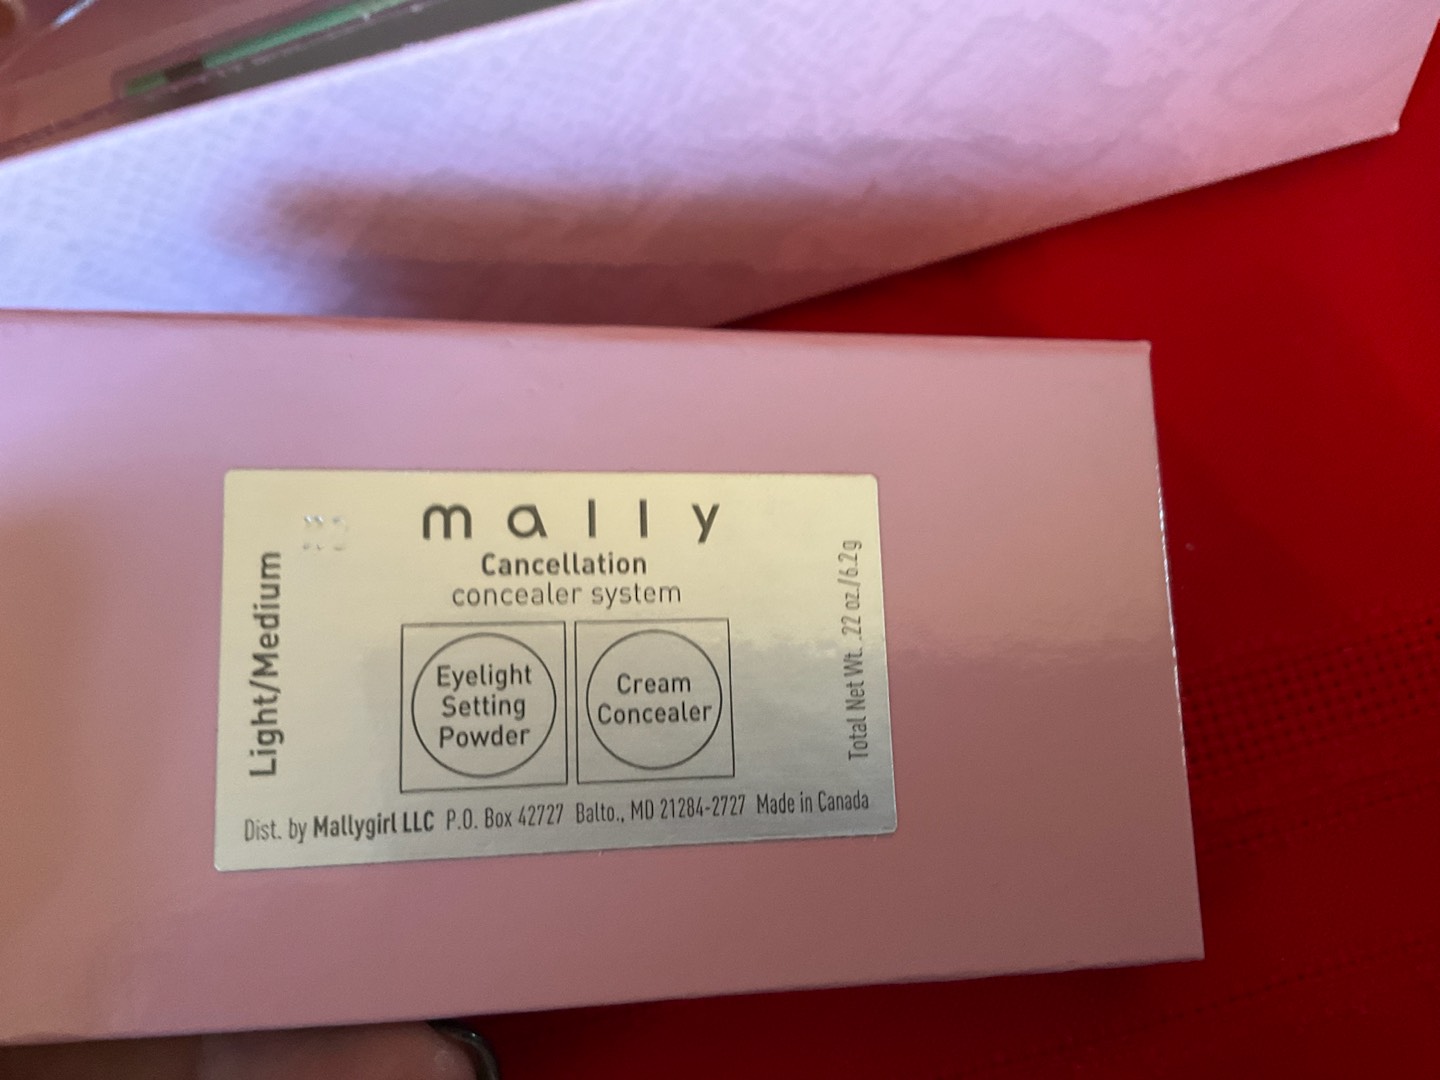 mally
Cancellation
concealer system
Light/Medium
Eyelight
Setting
Powder
Cream
Concealer
Total Net Wt. .22 oz./6.2g
Dist. by Mallygirl LLC P.O. Box 42727 Balto., MD 21284-2727 Made in Canada